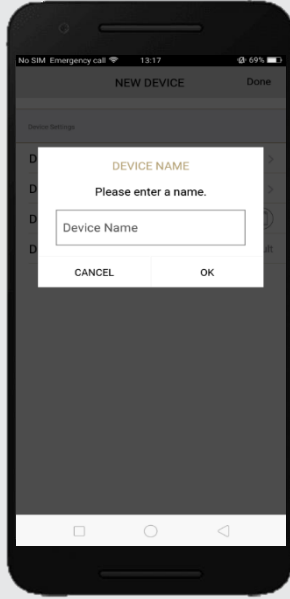 No SIM Emergency call 13:17 69%
NEW DEVICE Done
Device Settings
D
DEVICE NAME
D
Please enter a name.
D
Device Name
D ult
CANCEL OK